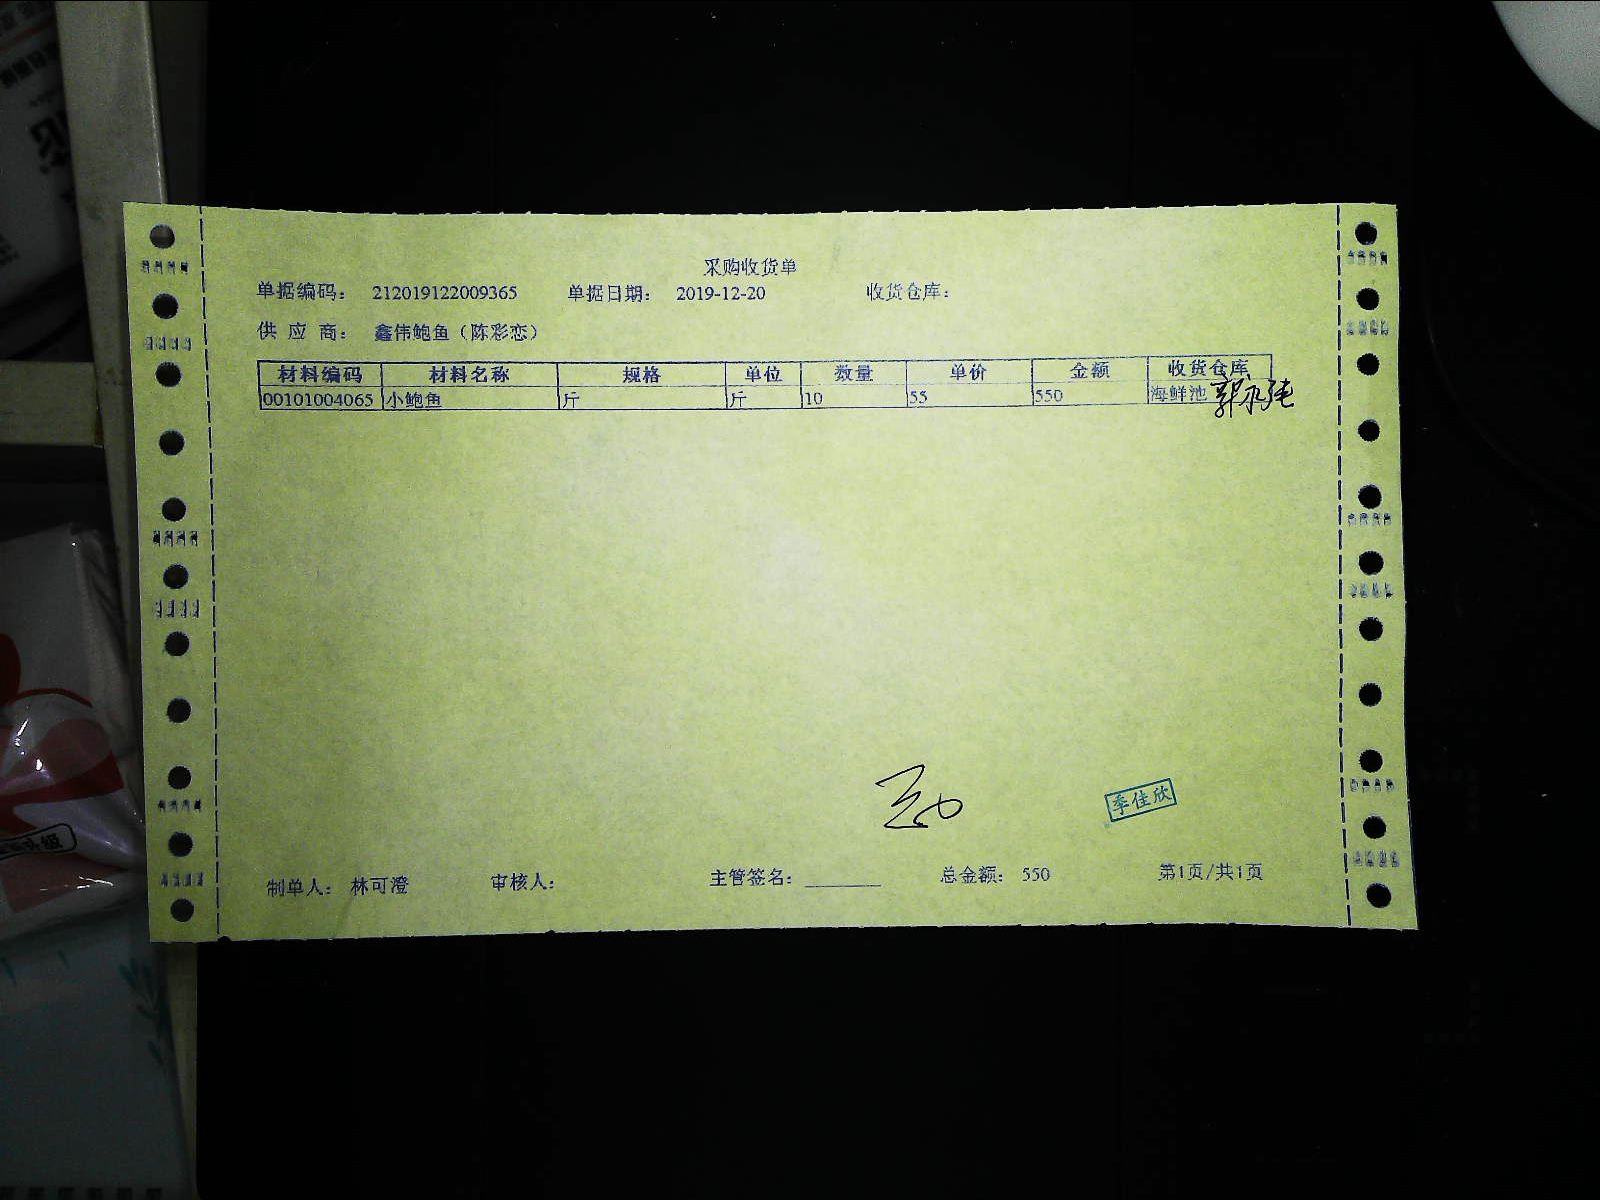 采购收货单
单据编码： 212019122009365 单据日期： 2019-12-20 收货仓库：
供 应 商： 鑫伟鲍鱼（陈彩恋）
材料编码 材料名称 规格 单位 数量 单价 金额 收货仓库
00101004065 小鲍鱼 斤 斤 10 55 550 海鲜池
季佳欣
制单人： 林可澄 审核人： 主管签名： ________ 总金额： 550 第1页/共1页